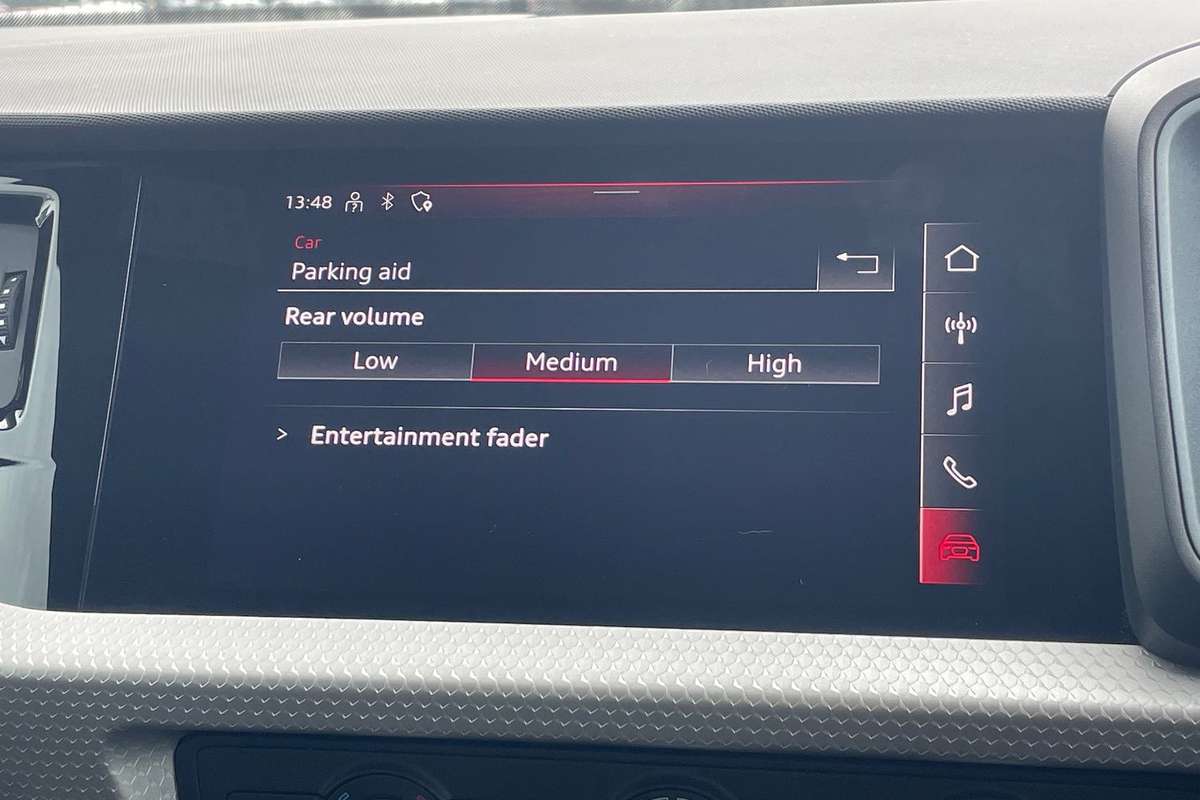 13:48
Car
Parking aid
Rear volume
Low Medium High
> Entertainment fader